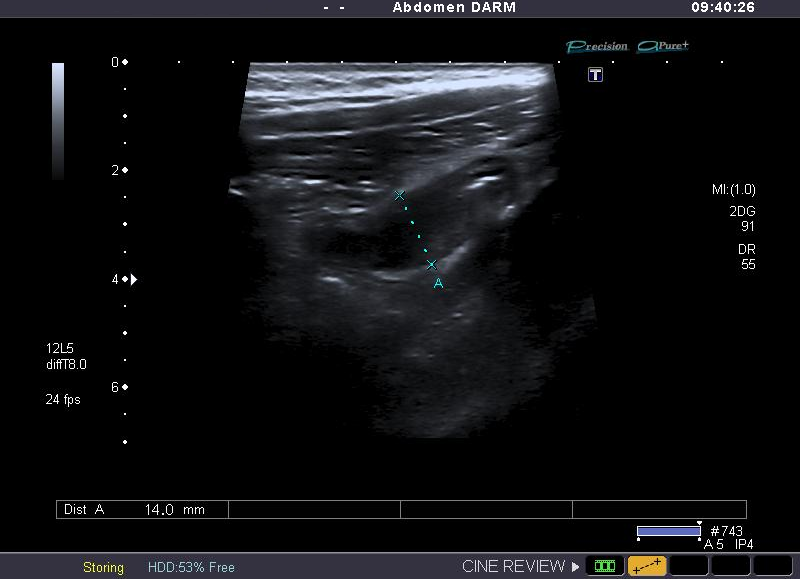 - - Abdomen DARM 09:40:26
Precision APure+
T
0
2
4
6
MI:(1.0)
2DG
91
DR
55
A
12L5
diffT8.0
24 fps
Dist A 14.0 mm
#743
A 5 IP4
Storing HDD:53% Free CINE REVIEW